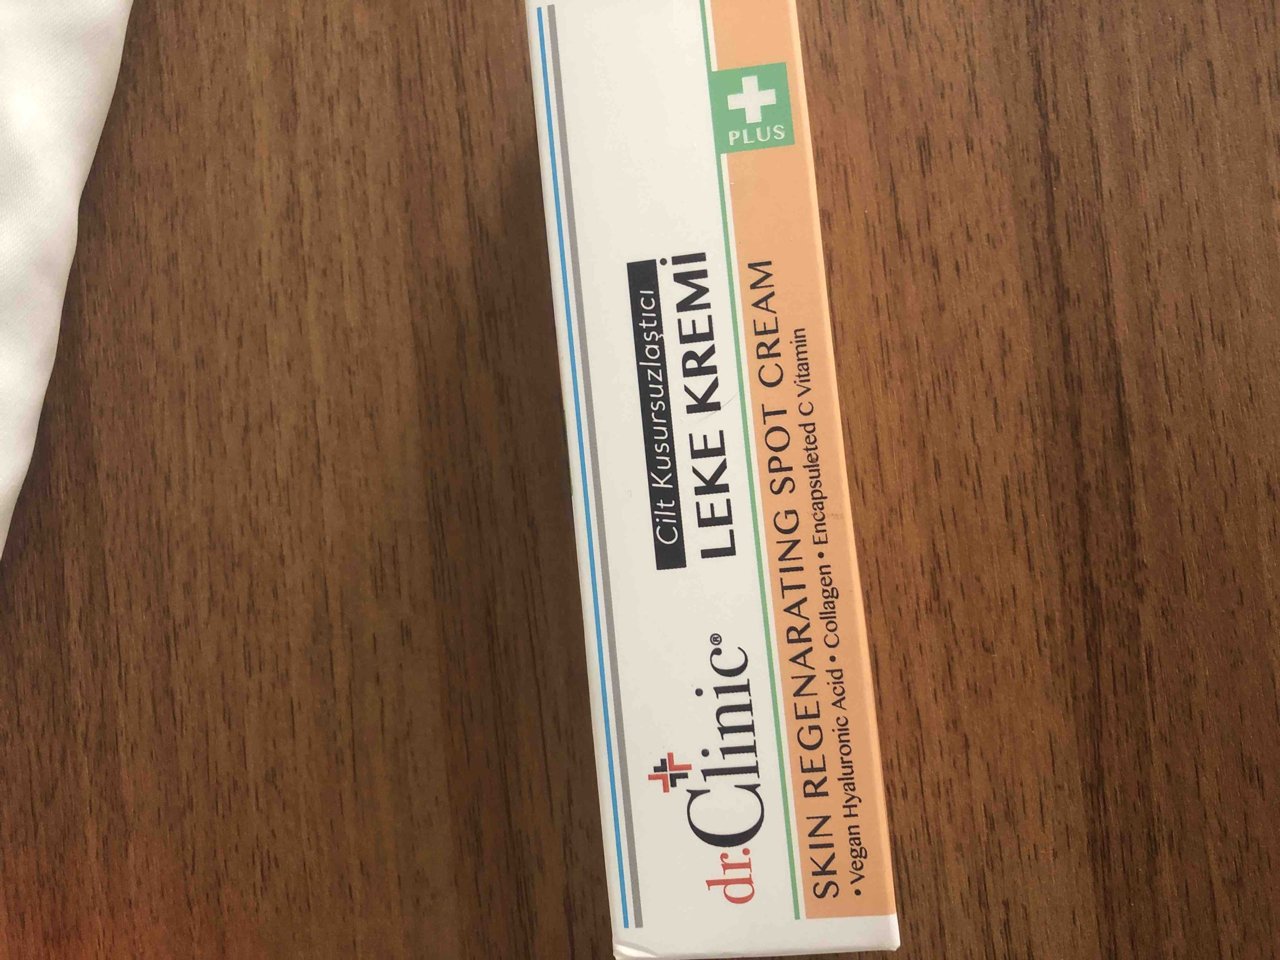 dr.Clinic®
Cilt Kusursuzlaştıcı
LEKE KREMİ
PLUS
SKIN REGENARATING SPOT CREAM
• Vegan Hyaluronic Acid • Collagen • Encapsuleted C Vitamin